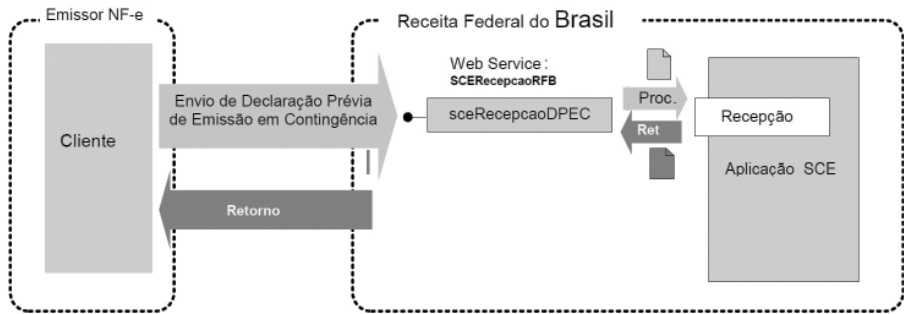 Emissor NF-e
Receita Federal do Brasil
Cliente
Envio de Declaração Prévia
de Emissão em Contingência
Retorno
Web Service :
SCERecepcaoRFB
sceRecepcaoDPEC
Proc.
Ret
Recepção
Aplicação SCE